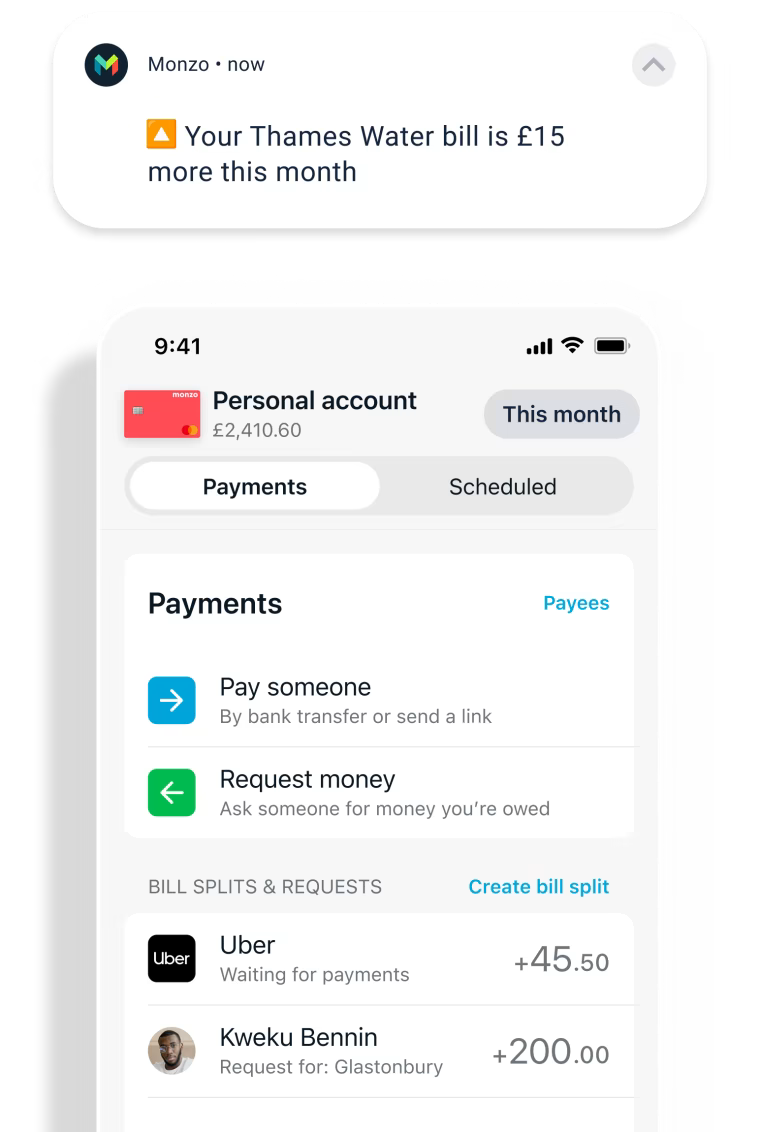 Monzo • now
🔼 Your Thames Water bill is £15
more this month
9:41
monzo
Personal account
£2,410.60
This month
Payments
Scheduled
Payments
Payees
Pay someone
By bank transfer or send a link
Request money
Ask someone for money you’re owed
BILL SPLITS & REQUESTS
Create bill split
Uber
Uber
Waiting for payments
+45.50
Kweku Bennin
Request for: Glastonbury
+200.00